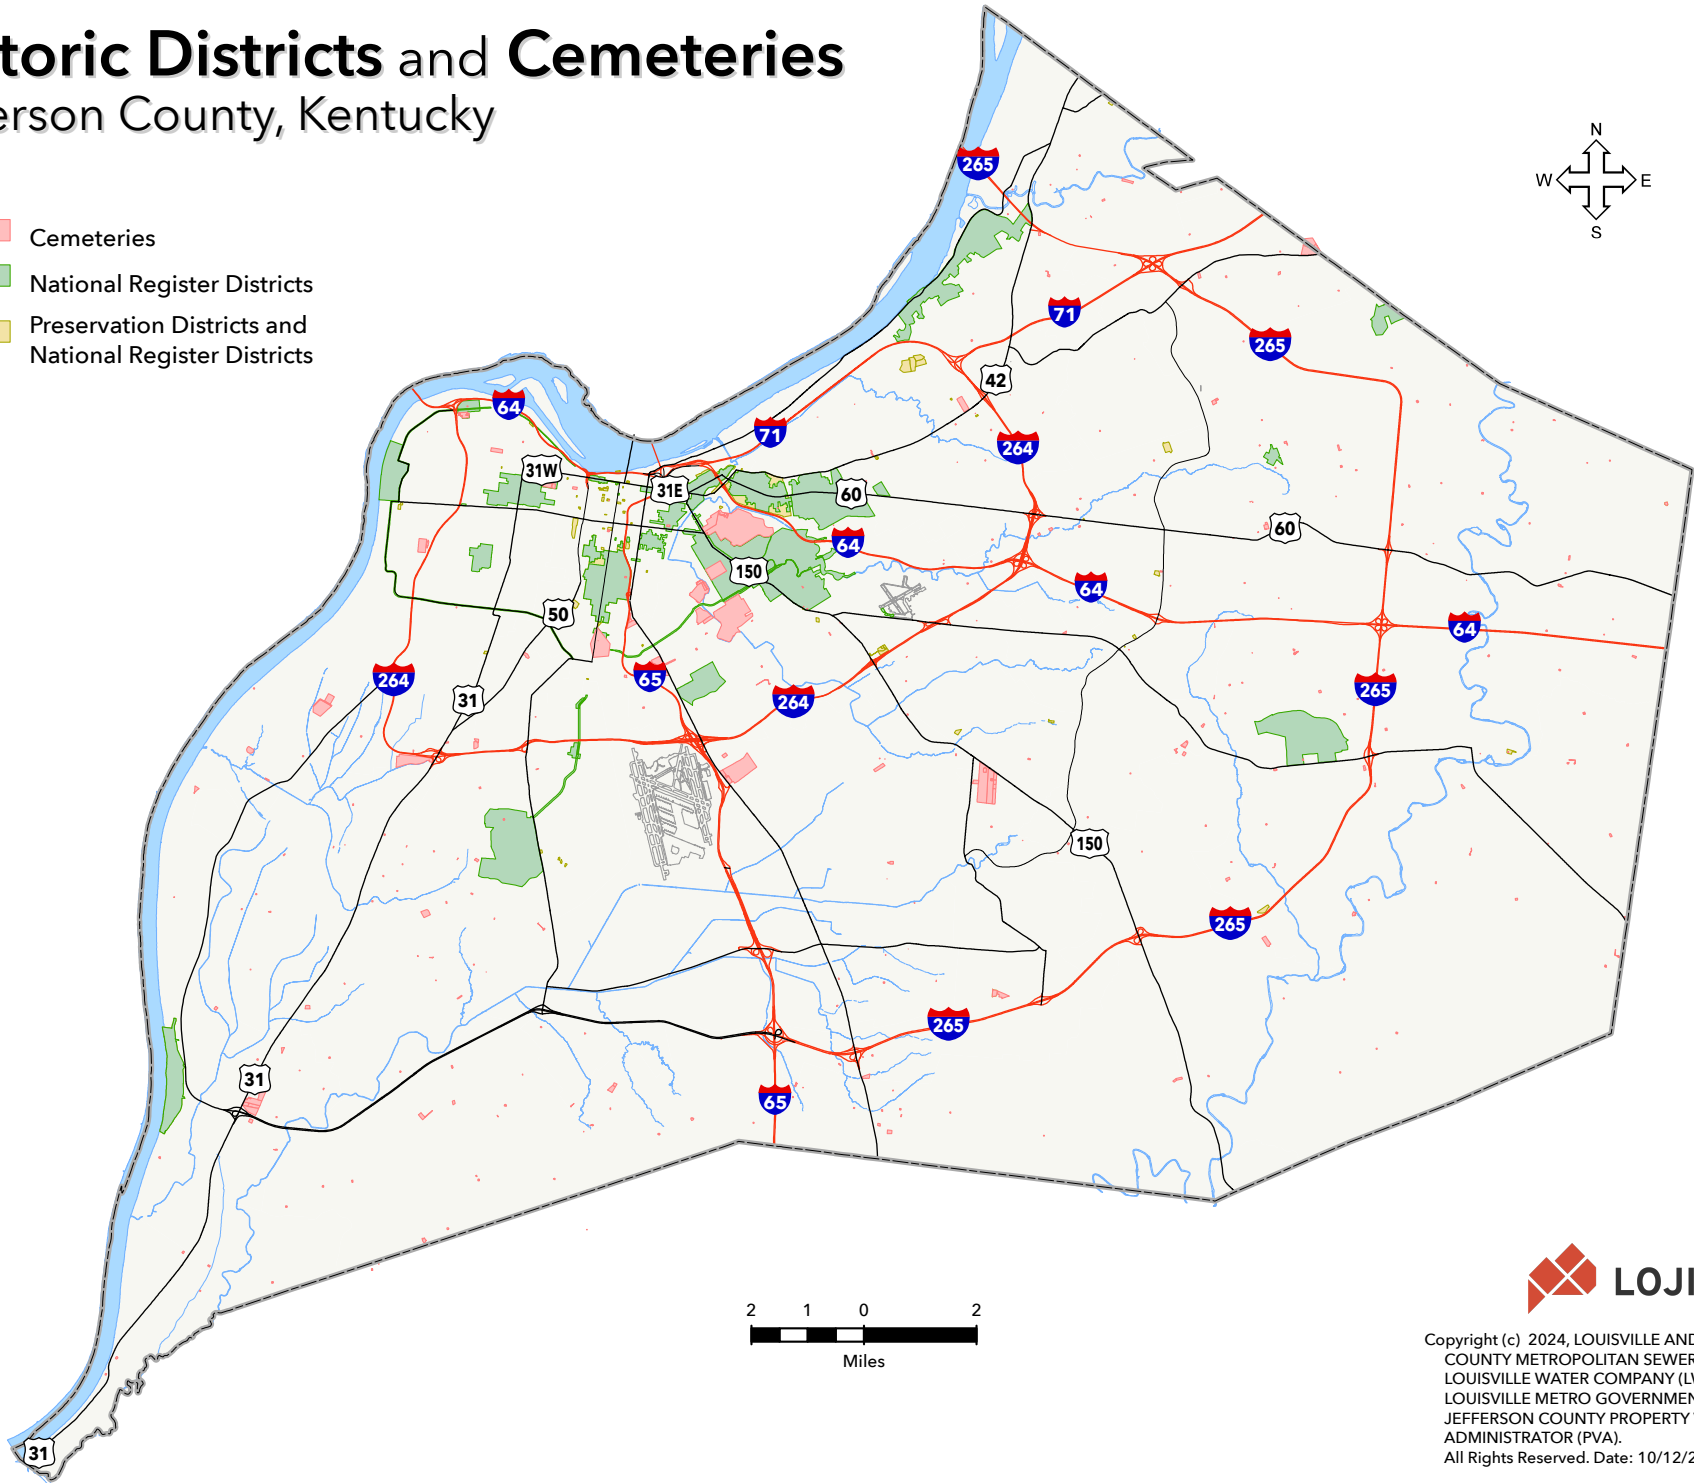 toric Districts and Cemeteries
erson County, Kentucky
Cemeteries
National Register Districts
Preservation Districts and
National Register Districts
N
W E
S
265
71
265
42
64
71
264
31W
31E
60
60
64
150
64
50
64
264
31
65
264
265
150
265
265
31
65
31
2 1 0 2
Miles
LOJI
Copyright (c) 2024, LOUISVILLE AND
COUNTY METROPOLITAN SEWER
LOUISVILLE WATER COMPANY
LOUISVILLE METRO GOVERNMEN
JEFFERSON COUNTY PROPERTY
ADMINISTRATOR (PVA).
All Rights Reserved. Date: 10/12/2